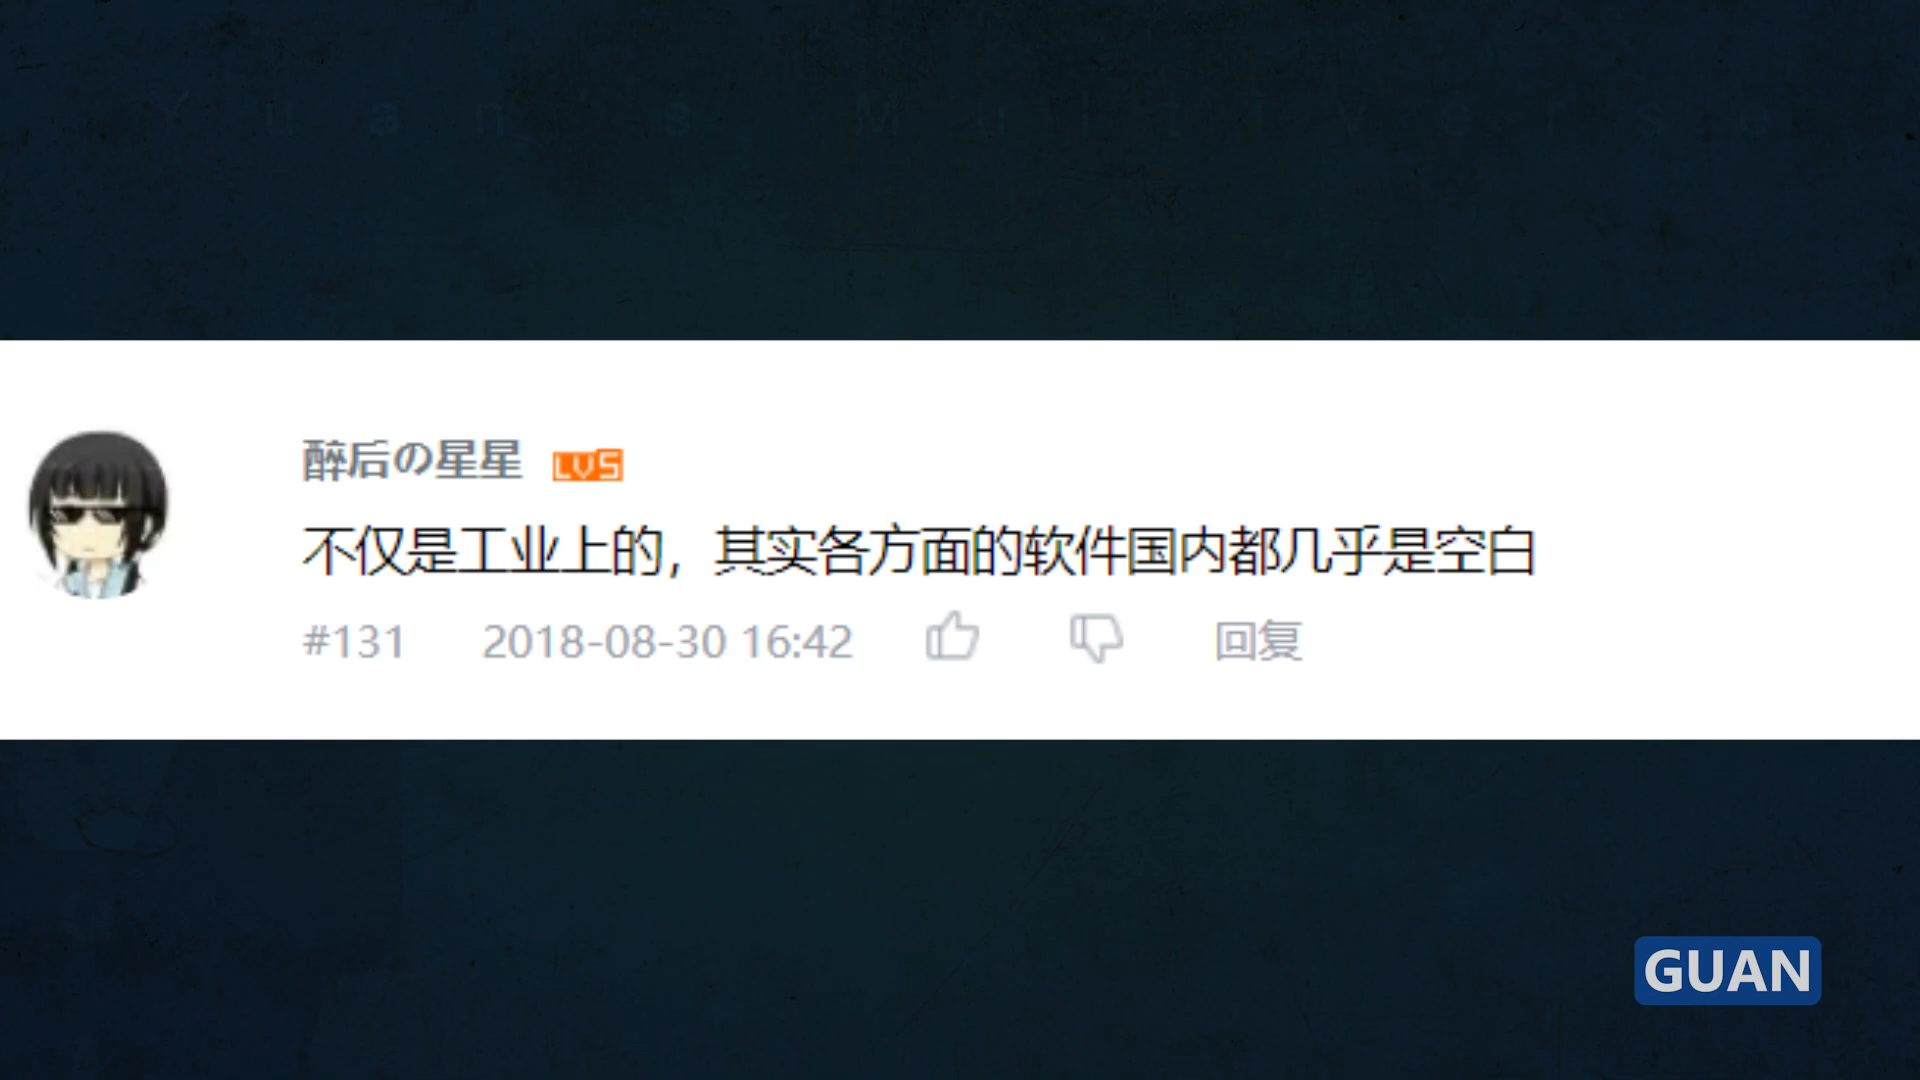 Yuan's Multiverse
醉后の星星 LV5
不仅是工业上的，其实各方面的软件国内都几乎是空白
#131 2018-08-30 16:42 回复
GUAN